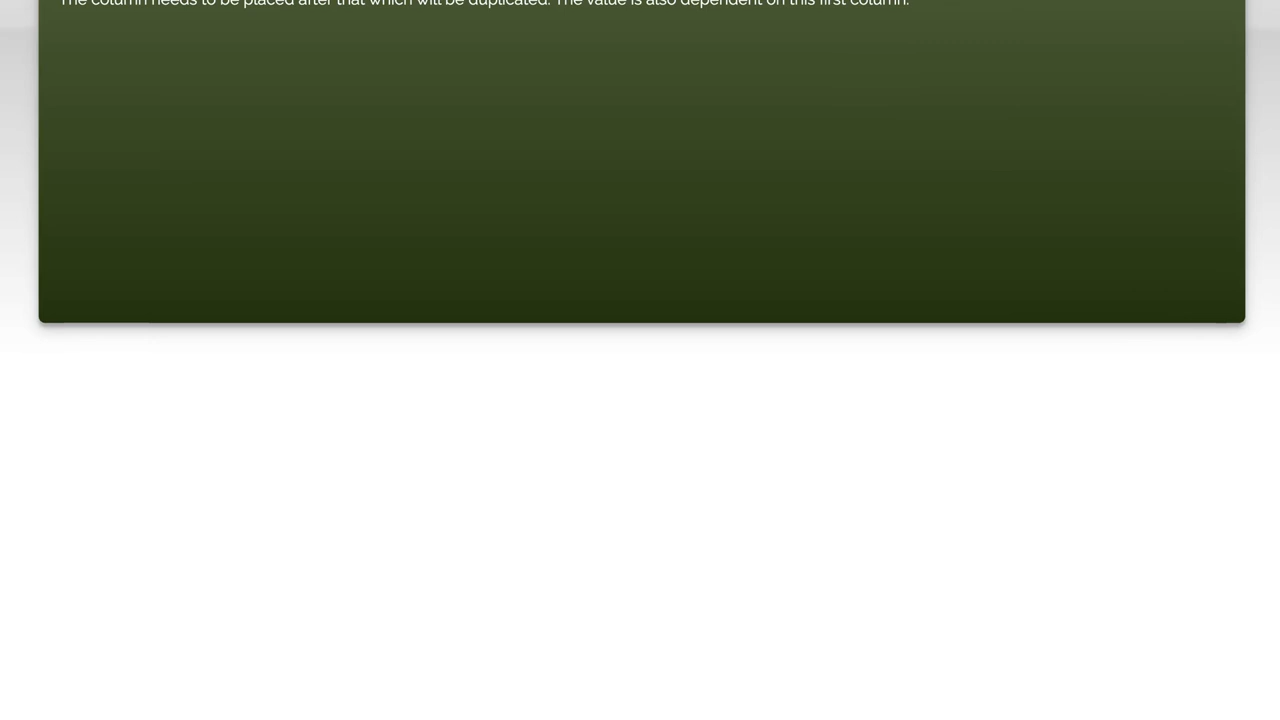 The column needs to be placed after that which will be duplicated. The value is also dependent on this first column.